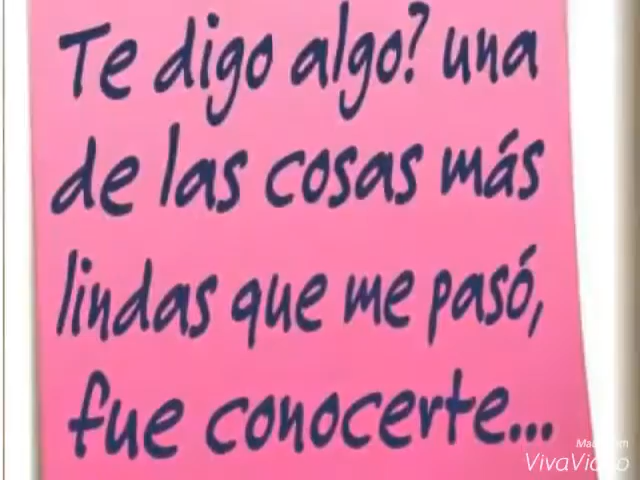 Te digo algo? una
de las cosas más
lindas que me pasó,
fue conocerte...
VivaVideo